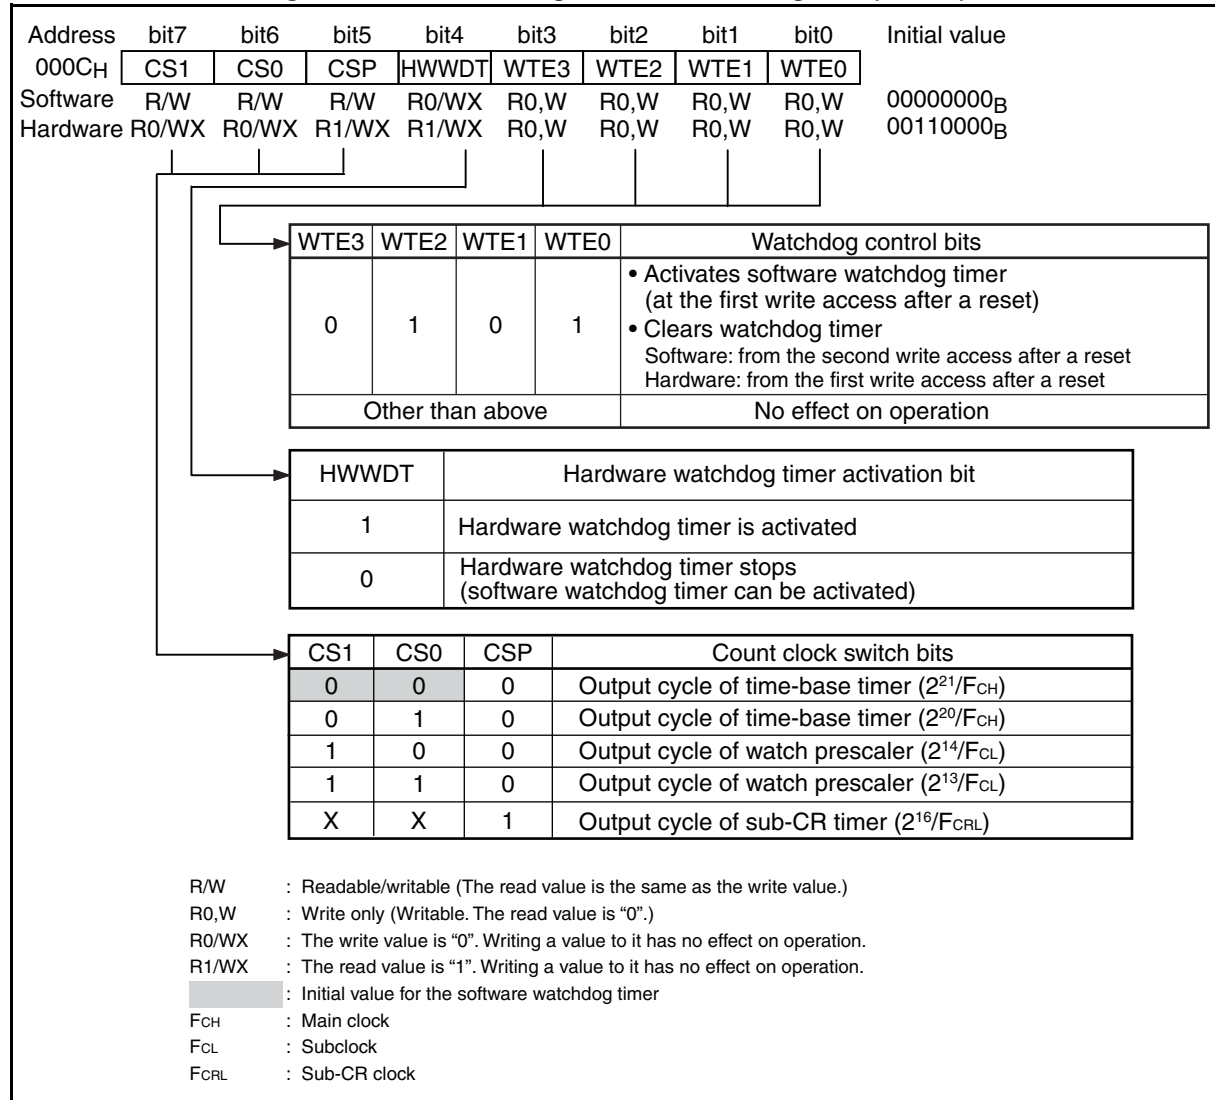 Address bit7 bit6 bit5 bit4 bit3 bit2 bit1 bit0 Initial value
000CH CS1 CS0 CSP HWWDT WTE3 WTE2 WTE1 WTE0
Software R/W R/W R/W R0/WX R0,W R0,W R0,W R0,W 00000000B
Hardware R0/WX R0/WX R1/WX R1/WX R0,W R0,W R0,W R0,W 00110000B
WTE3 WTE2 WTE1 WTE0 Watchdog control bits
0 1 0 1 • Activates software watchdog timer
(at the first write access after a reset)
• Clears watchdog timer
Software: from the second write access after a reset
Hardware: from the first write access after a reset
Other than above No effect on operation
HWWDT Hardware watchdog timer activation bit
1 Hardware watchdog timer is activated
0 Hardware watchdog timer stops
(software watchdog timer can be activated)
CS1 CS0 CSP Count clock switch bits
0 0 0 Output cycle of time-base timer (2²¹/FCH)
0 1 0 Output cycle of time-base timer (2²⁰/FCH)
1 0 0 Output cycle of watch prescaler (2¹⁴/FCL)
1 1 0 Output cycle of watch prescaler (2¹³/FCL)
X X 1 Output cycle of sub-CR timer (2¹⁶/FCRL)
R/W : Readable/writable (The read value is the same as the write value.)
R0,W : Write only (Writable. The read value is “0”.)
R0/WX : The write value is “0”. Writing a value to it has no effect on operation.
R1/WX : The read value is “1”. Writing a value to it has no effect on operation.
: Initial value for the software watchdog timer
FCH : Main clock
FCL : Subclock
FCRL : Sub-CR clock